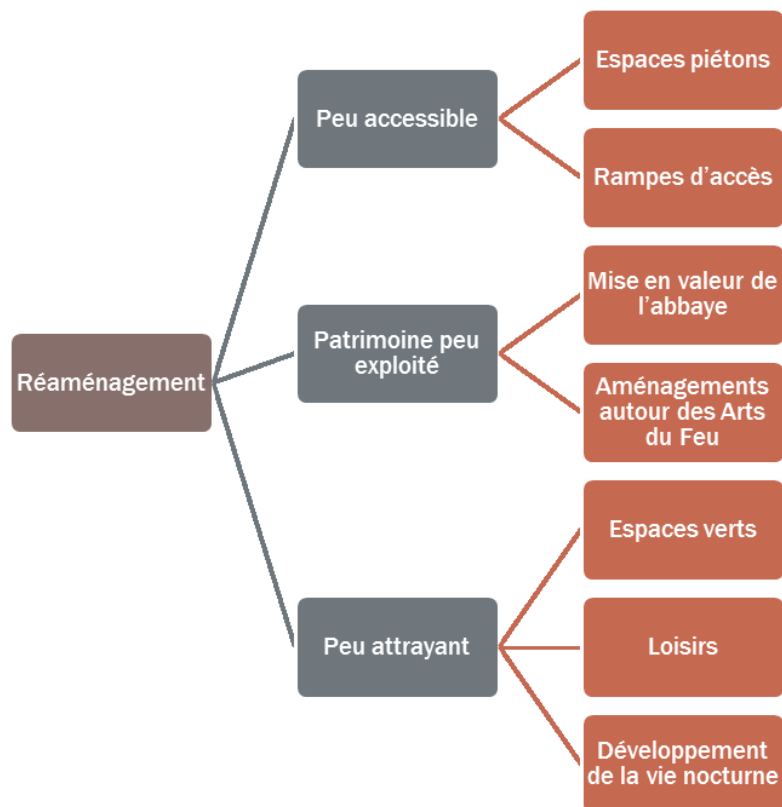 Réaménagement
Peu accessible
Espaces piétons
Rampes d'accès
Patrimoine peu
exploité
Mise en valeur de
l'abbaye
Aménagements
autour des Arts
du Feu
Peu attrayant
Espaces verts
Loisirs
Développement
de la vie nocturne